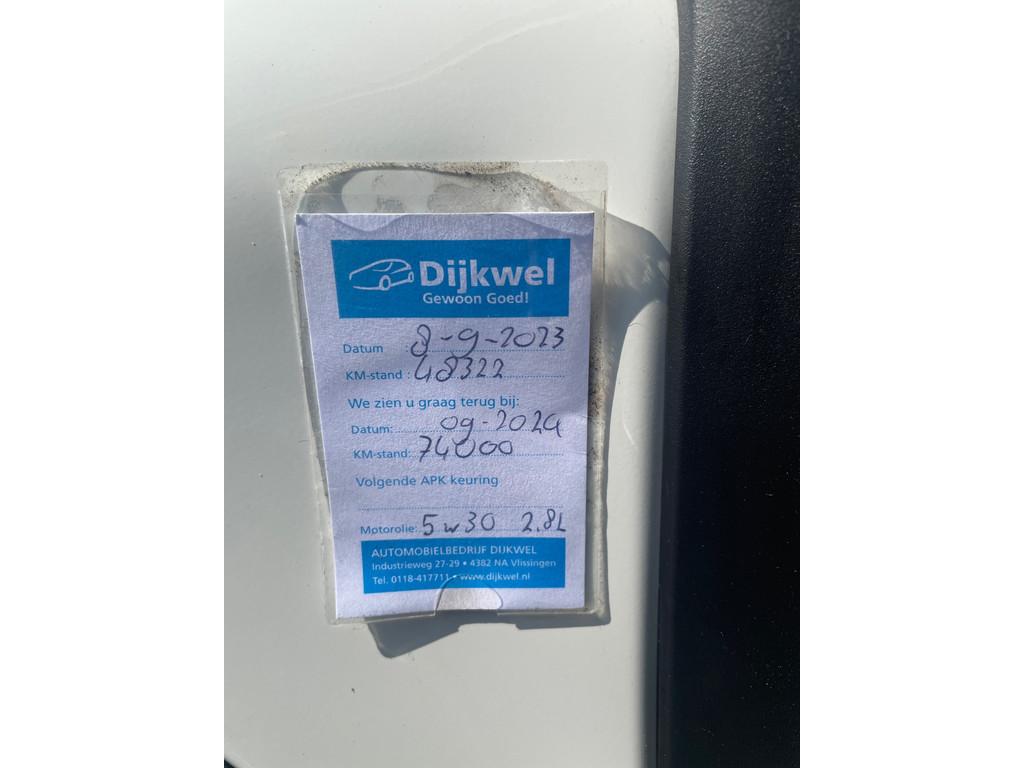 Dijkwel
Gewoon Goed!
Datum 8-9-2023
KM-stand : 48322
We zien u graag terug bij:
Datum: 09-2024
KM-stand: 74000
Volgende APK keuring
Motorolie: 5w30 2.8L
AUTOMOBIELBEDRIJF DIJKWEL
Industrieweg 27-29 • 4382 NA Vlissingen
Tel. 0118-417711 • www.dijkwel.nl